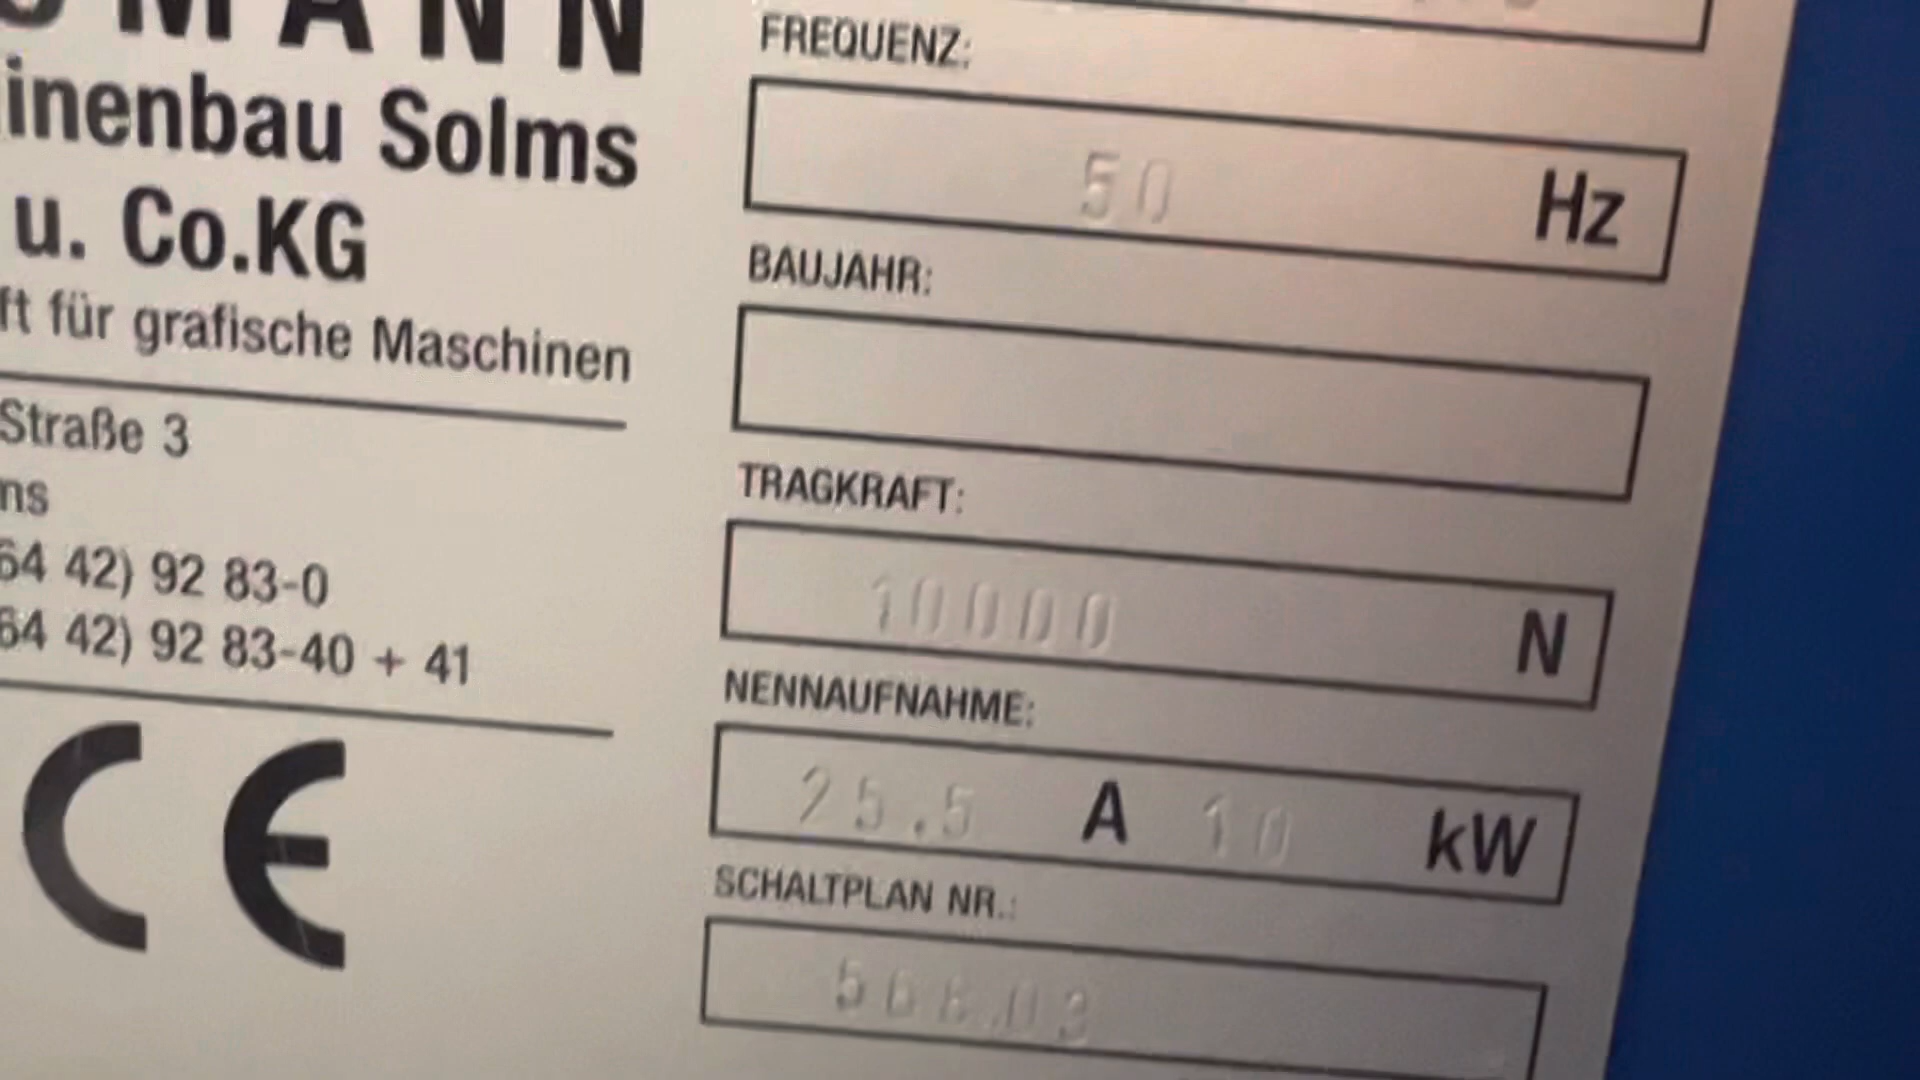 MANN
inenbau Solms
u. Co.KG
ft für grafische Maschinen
Straße 3
ns
64 42) 92 83-0
64 42) 92 83-40 + 41
CE
FREQUENZ:
50 Hz
BAUJAHR:
TRAGKRAFT:
10000 N
NENNAUFNAHME:
25.5 A 10 kW
SCHALTPLAN NR.: